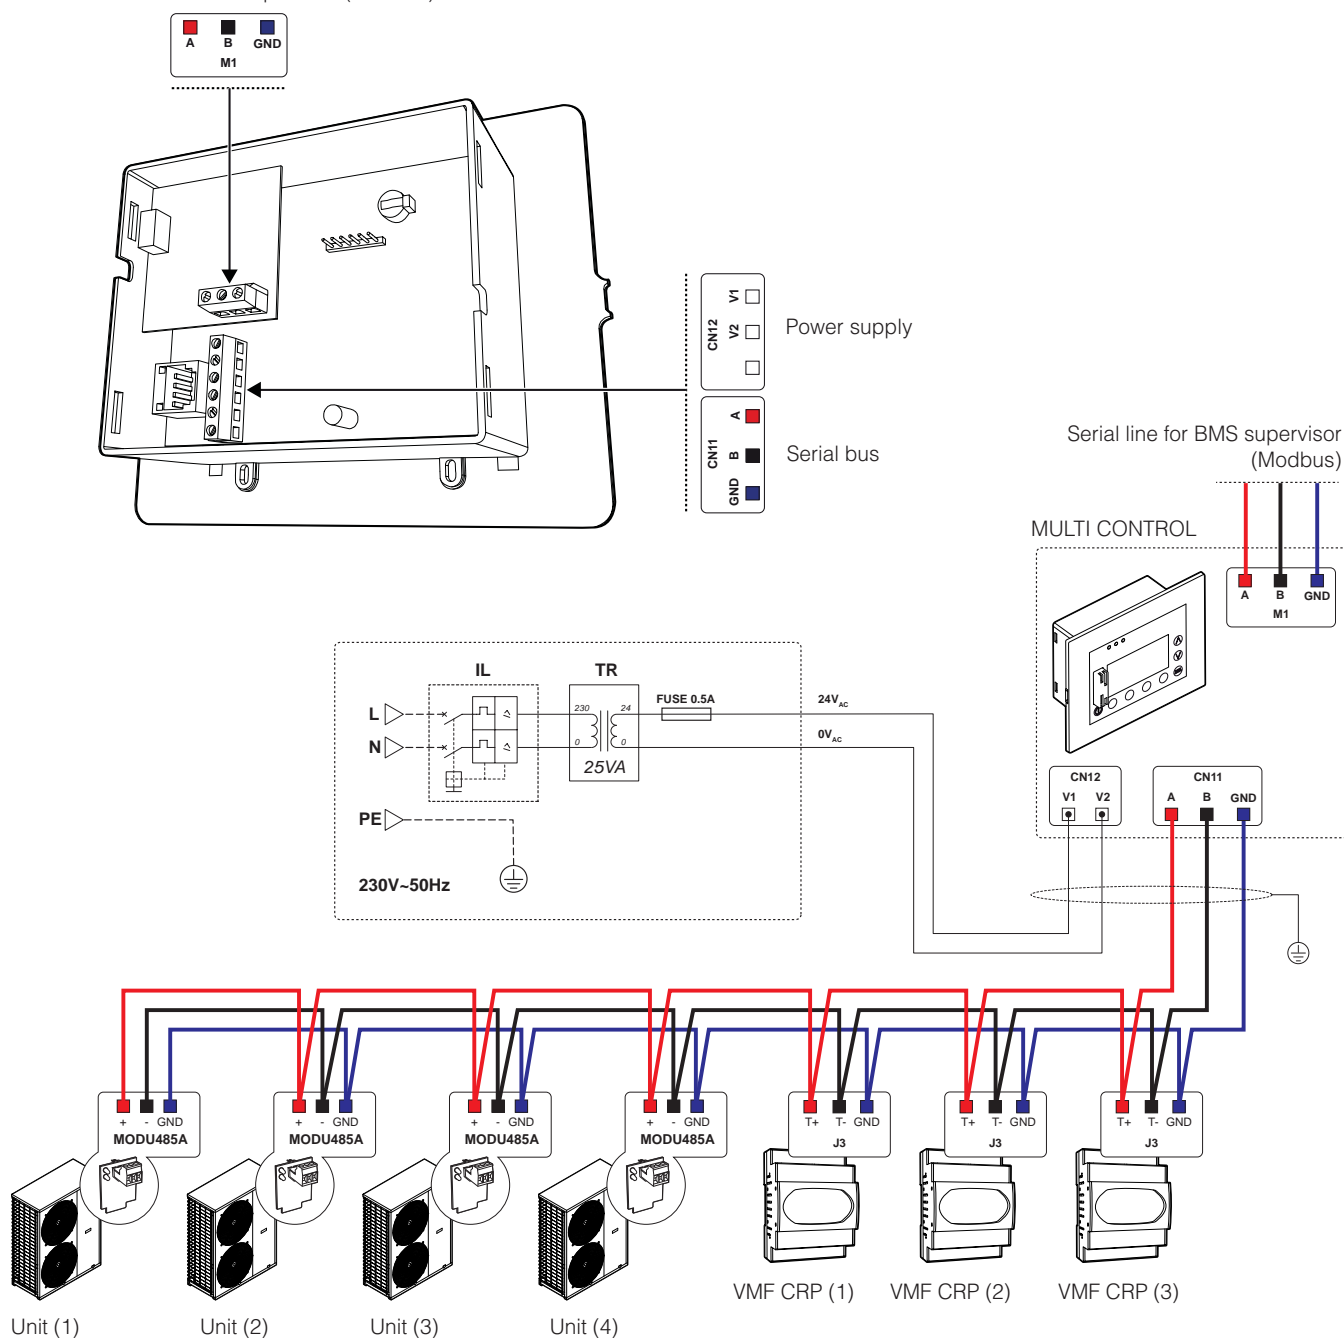 A B GND
M1
V1
V2
CN12
Power supply
A
B
GND
CN11
Serial bus
Serial line for BMS supervisor
(Modbus)
MULTI CONTROL
A B GND
M1
IL TR
FUSE 0.5A
L
N
230 24
0 0
25VA
24VAC
0VAC
PE
230V~50Hz
CN12
V1 V2
CN11
A B GND
+ - GND
MODU485A
+ - GND
MODU485A
+ - GND
MODU485A
+ - GND
MODU485A
T+ T- GND
J3
T+ T- GND
J3
T+ T- GND
J3
VMF CRP (1)
VMF CRP (2)
VMF CRP (3)
Unit (1)
Unit (2)
Unit (3)
Unit (4)